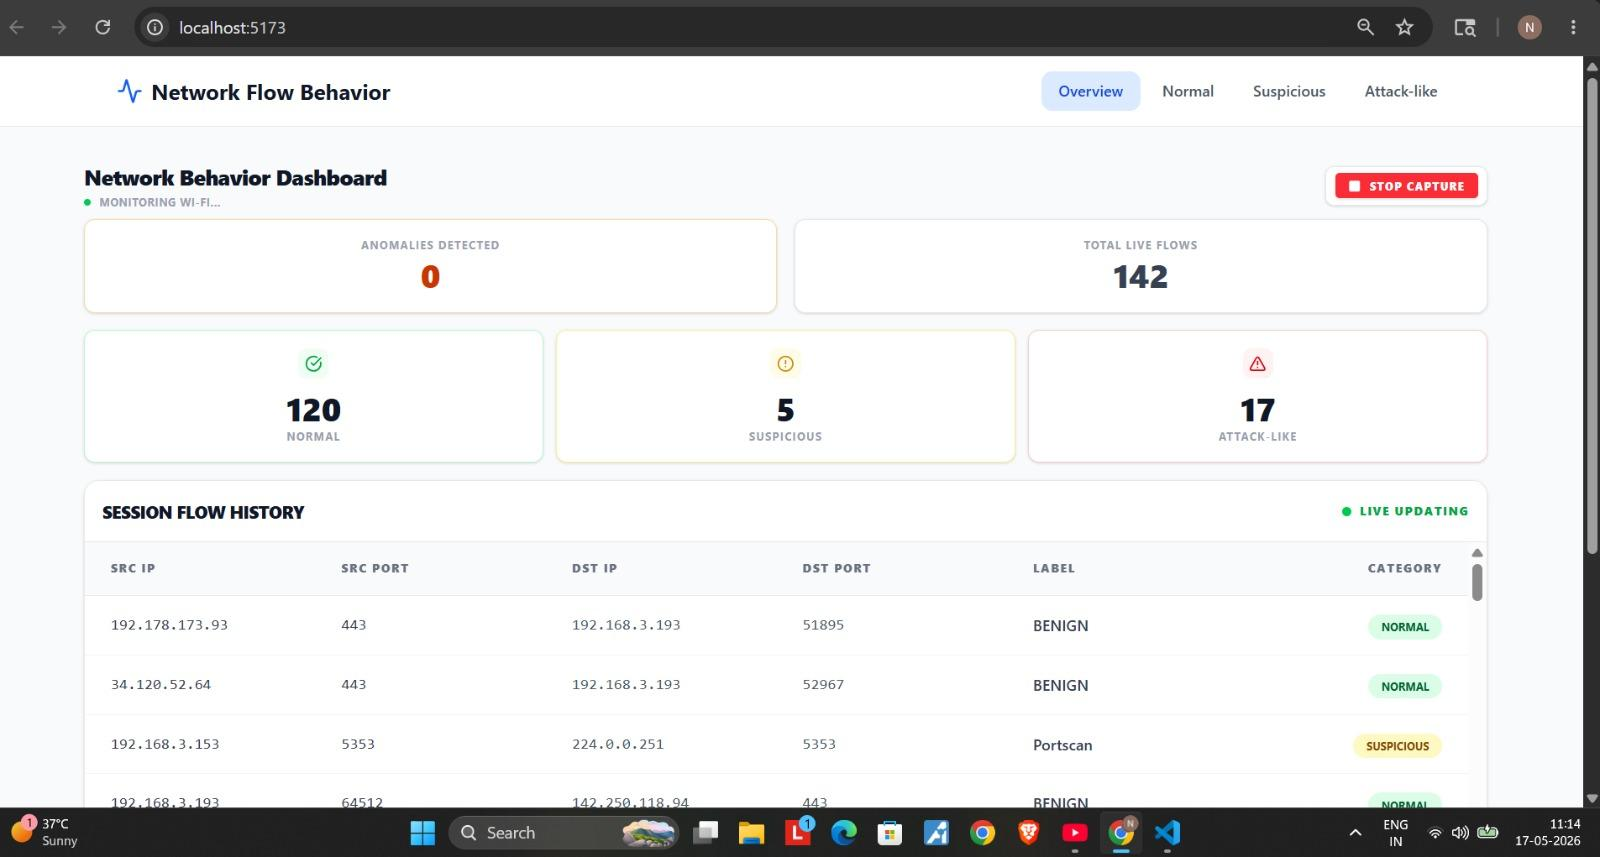 localhost:5173
N
Network Flow Behavior
Overview Normal Suspicious Attack-like
Network Behavior Dashboard
MONITORING WI-FI...
STOP CAPTURE
ANOMALIES DETECTED
0
TOTAL LIVE FLOWS
142
120
NORMAL
5
SUSPICIOUS
17
ATTACK-LIKE
SESSION FLOW HISTORY
LIVE UPDATING
SRC IP SRC PORT DST IP DST PORT LABEL CATEGORY
192.178.173.93 443 192.168.3.193 51895 BENIGN NORMAL
34.120.52.64 443 192.168.3.193 52967 BENIGN NORMAL
192.168.3.153 5353 224.0.0.251 5353 Portscan SUSPICIOUS
192.168.3.193 64512 142.250.118.94 443 BENIGN NORMAL
1
37°C
Sunny
Search
L
1
N
ENG
IN
11:14
17-05-2026